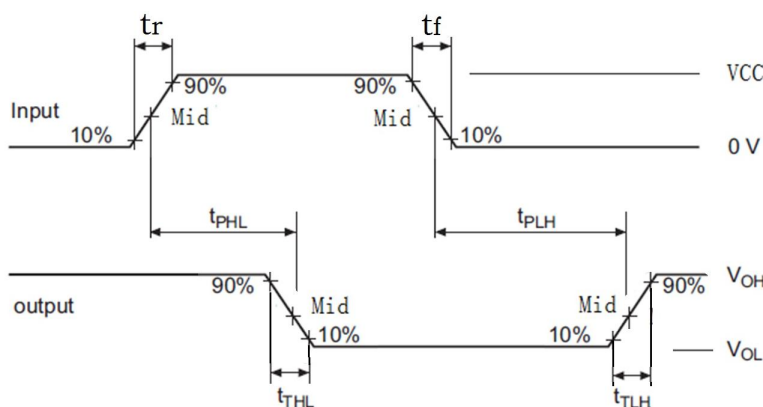 tr
tf
VCC
90%
90%
Input
Mid
Mid
10%
10%
0 V
tPHL
tPLH
VOH
90%
90%
output
Mid
Mid
10%
10%
VOL
tTHL
tTLH